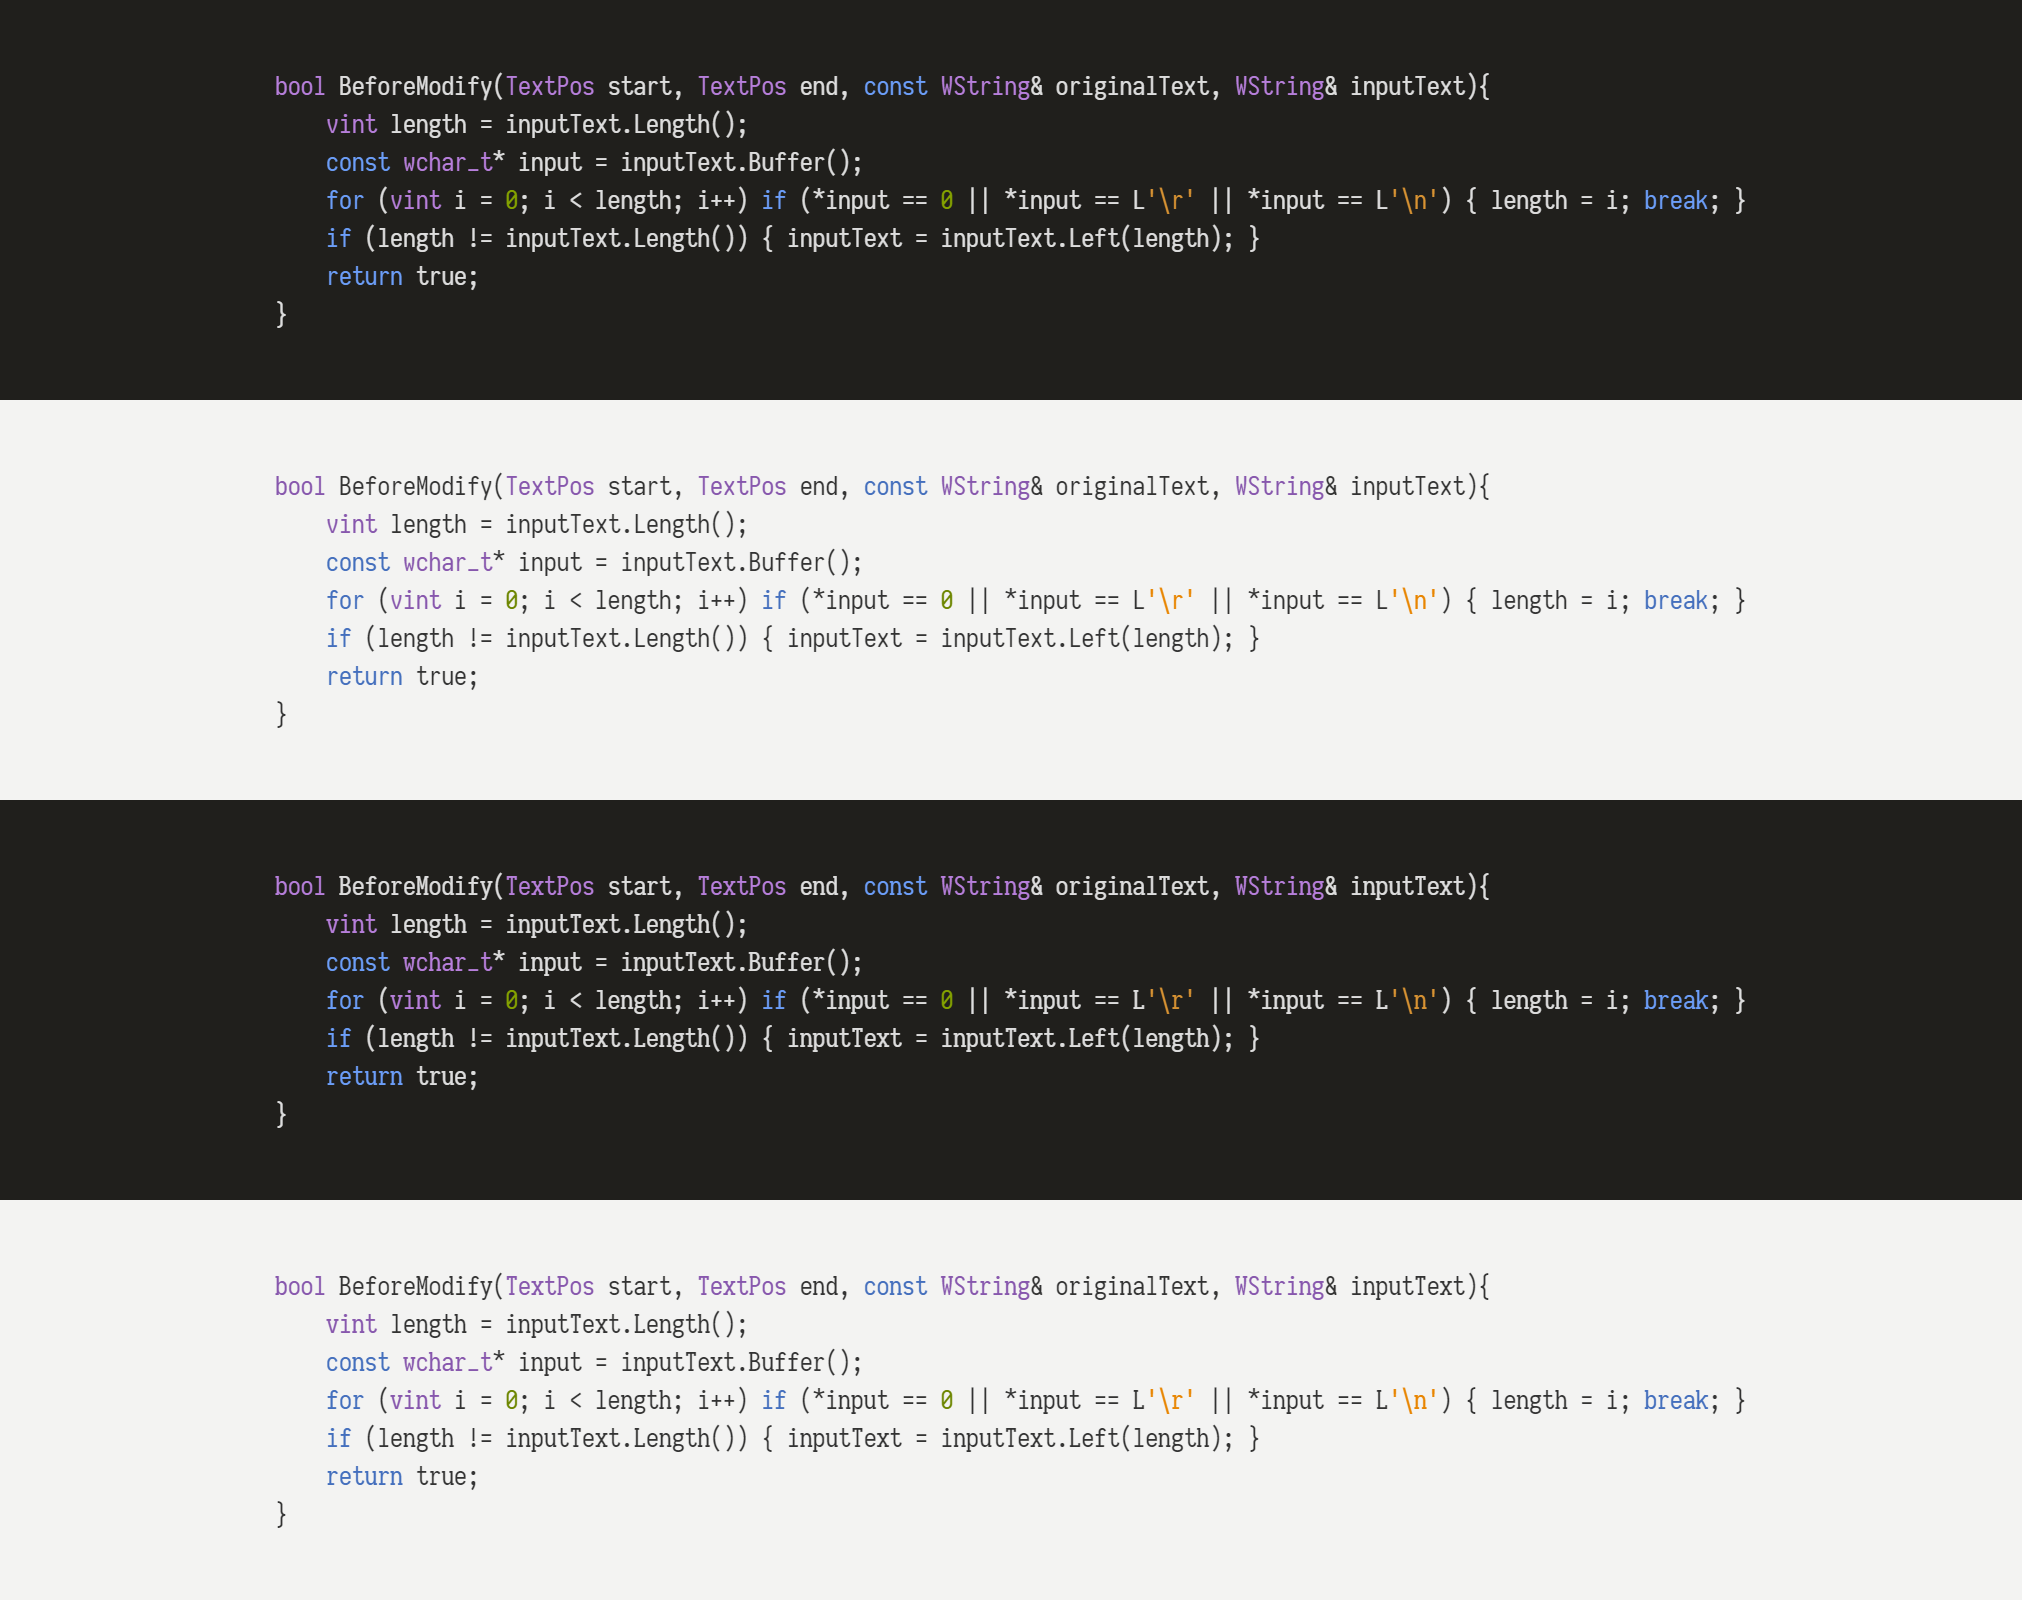 bool BeforeModify(TextPos start, TextPos end, const WString& originalText, WString& inputText){
    vint length = inputText.Length();
    const wchar_t* input = inputText.Buffer();
    for (vint i = 0; i < length; i++) if (*input == 0 || *input == L'\r' || *input == L'\n') { length = i; break; }
    if (length != inputText.Length()) { inputText = inputText.Left(length); }
    return true;
}
bool BeforeModify(TextPos start, TextPos end, const WString& originalText, WString& inputText){
    vint length = inputText.Length();
    const wchar_t* input = inputText.Buffer();
    for (vint i = 0; i < length; i++) if (*input == 0 || *input == L'\r' || *input == L'\n') { length = i; break; }
    if (length != inputText.Length()) { inputText = inputText.Left(length); }
    return true;
}
bool BeforeModify(TextPos start, TextPos end, const WString& originalText, WString& inputText){
    vint length = inputText.Length();
    const wchar_t* input = inputText.Buffer();
    for (vint i = 0; i < length; i++) if (*input == 0 || *input == L'\r' || *input == L'\n') { length = i; break; }
    if (length != inputText.Length()) { inputText = inputText.Left(length); }
    return true;
}
bool BeforeModify(TextPos start, TextPos end, const WString& originalText, WString& inputText){
    vint length = inputText.Length();
    const wchar_t* input = inputText.Buffer();
    for (vint i = 0; i < length; i++) if (*input == 0 || *input == L'\r' || *input == L'\n') { length = i; break; }
    if (length != inputText.Length()) { inputText = inputText.Left(length); }
    return true;
}